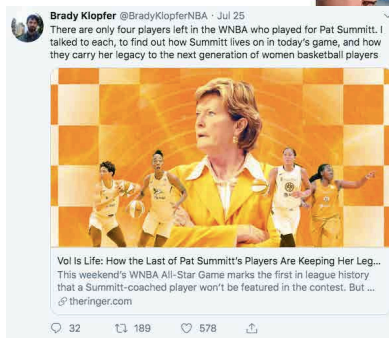 Brady Klopfer @BradyKlopferNBA · Jul 25
There are only four players left in the WNBA who played for Pat Summitt. I
talked to each, to find out how Summitt lives on in today's game, and how
they carry her legacy to the next generation of women basketball players
Vol Is Life: How the Last of Pat Summitt's Players Are Keeping Her Leg...
This weekend's WNBA All-Star Game marks the first in league history
that a Summitt-coached player won't be featured in the contest. But ...
theringer.com
32 189 578